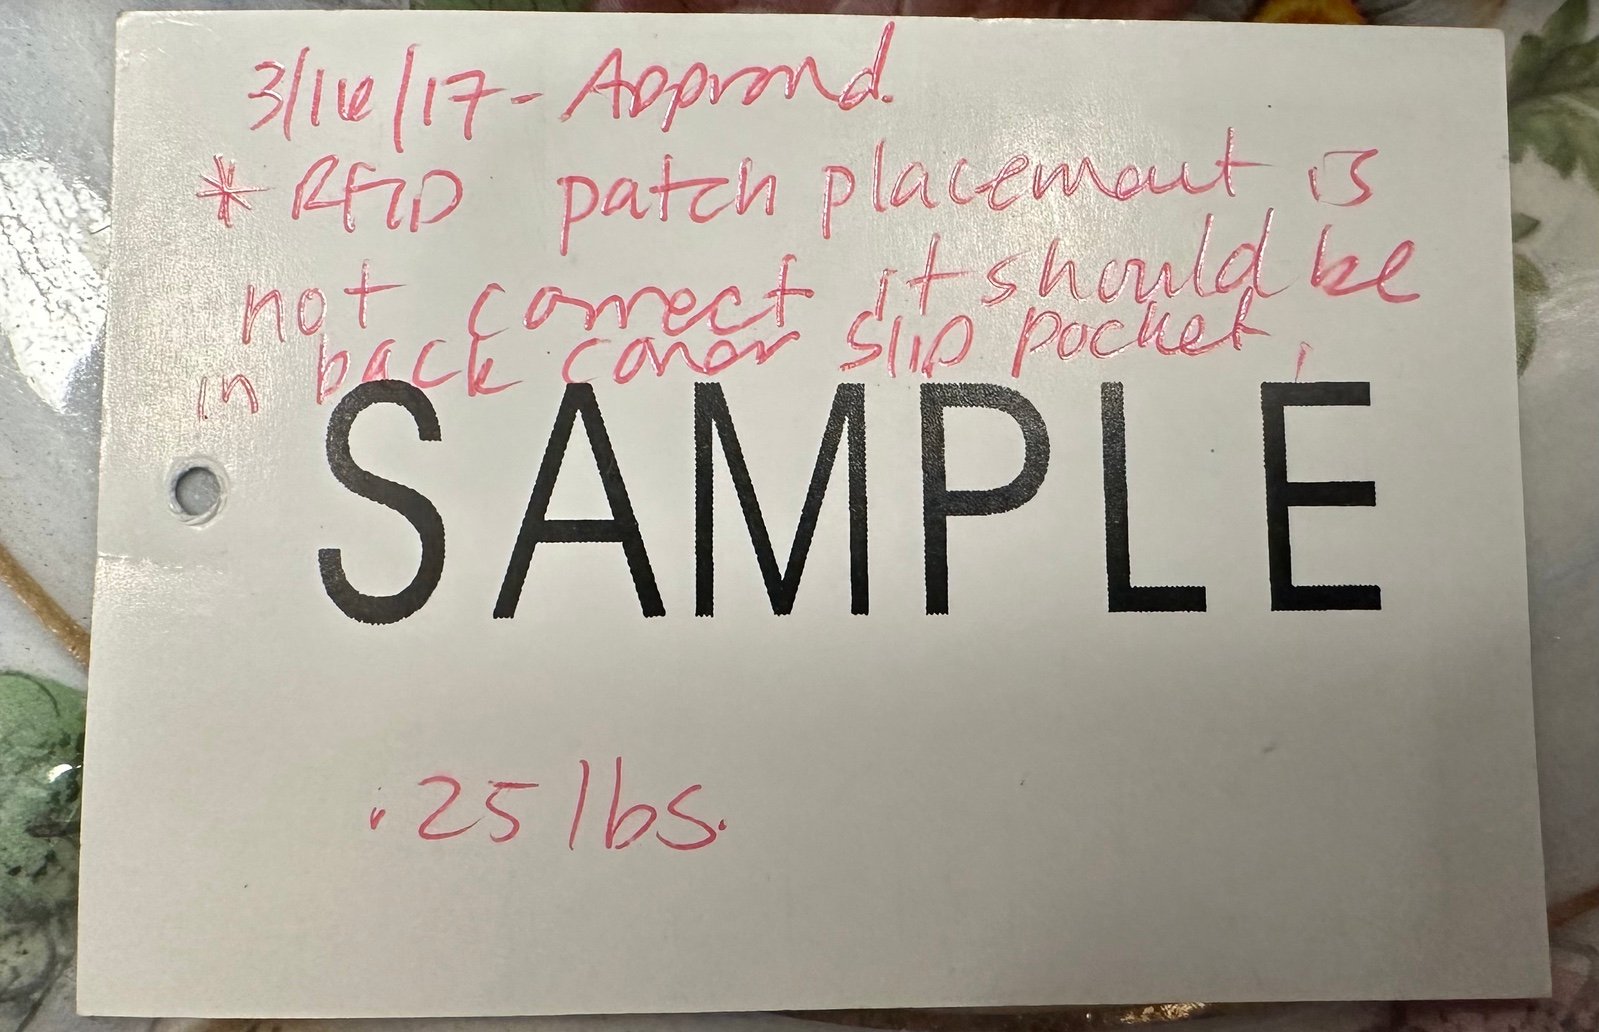 3/16/17 - Approved.
* RFID patch placement is
not correct it should be
in back cover slip pocket.
SAMPLE
.25 lbs.